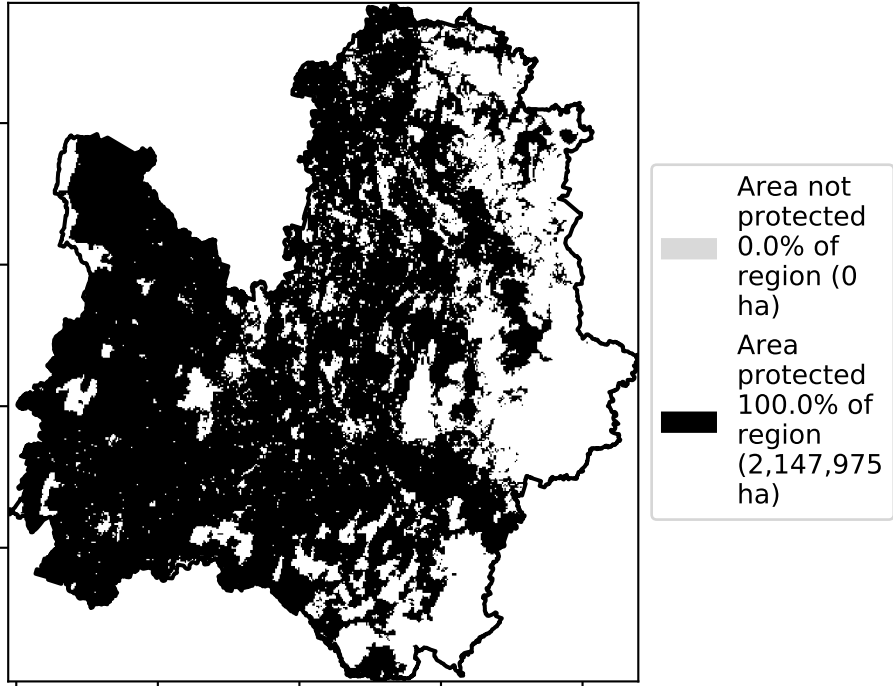 Area not
protected
0.0% of
region (0
ha)
Area
protected
100.0% of
region
(2,147,975
ha)